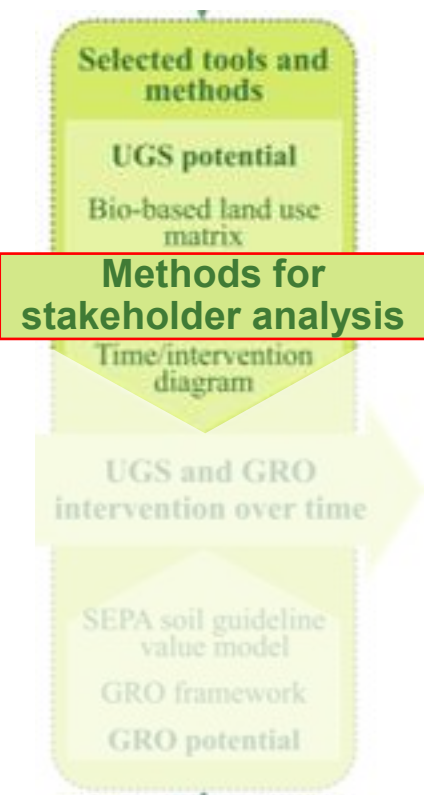 Selected tools and
methods
UGS potential
Bio-based land use
matrix
Methods for
stakeholder analysis
Time/intervention
diagram
UGS and GRO
intervention over time
SEPA soil guideline
value model
GRO framework
GRO potential